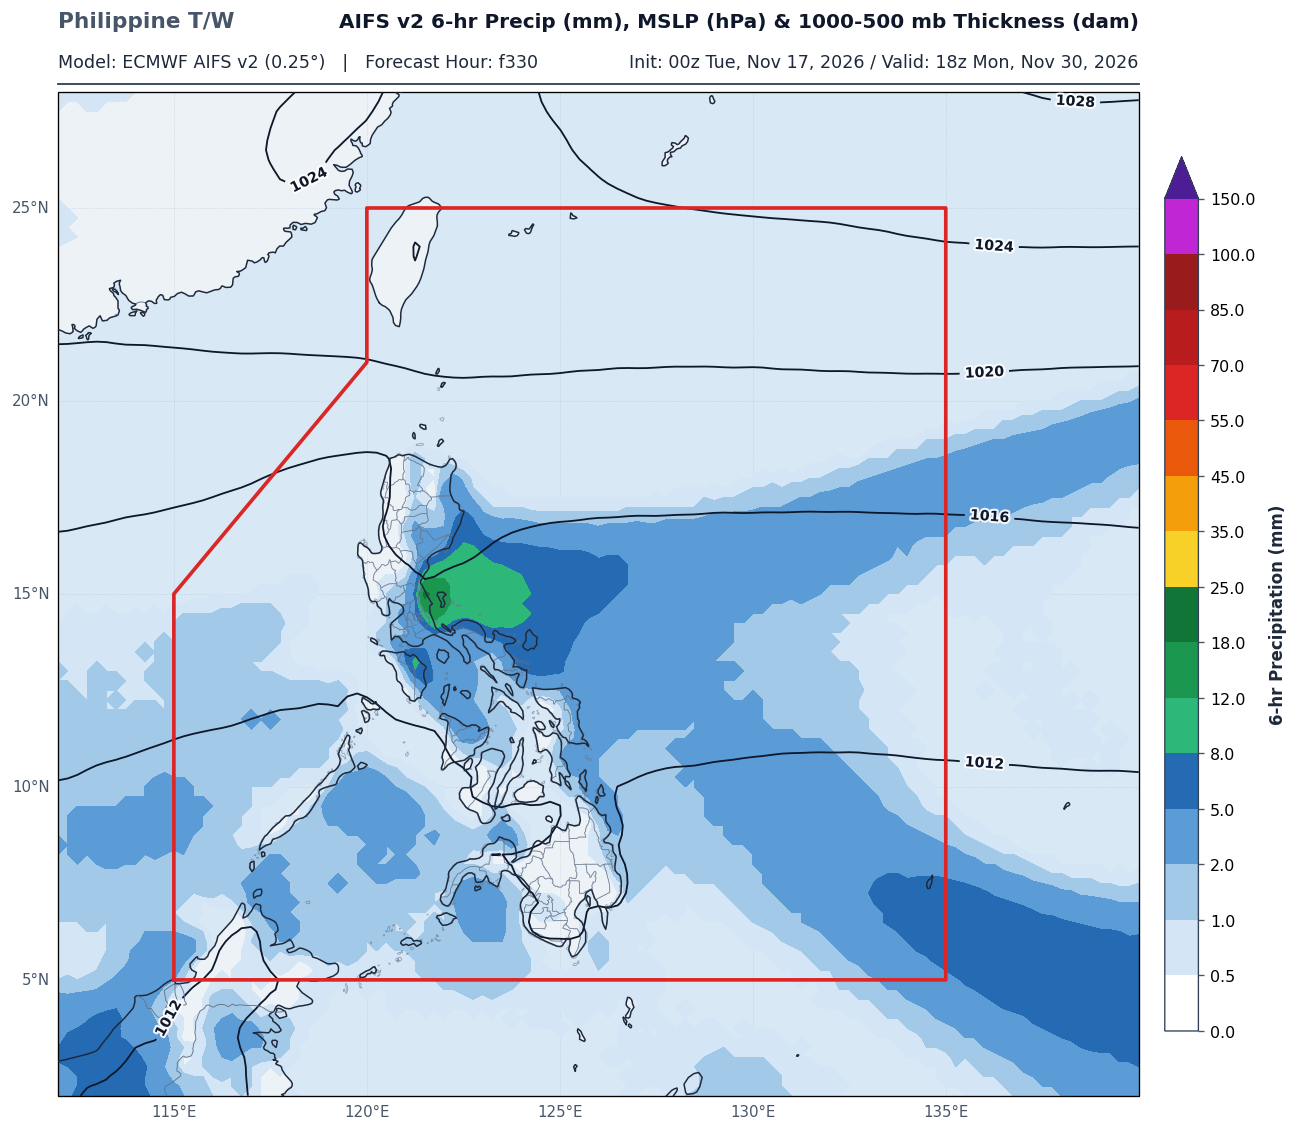 Philippine T/W
AIFS v2 6-hr Precip (mm), MSLP (hPa) & 1000-500 mb Thickness (dam)
Model: ECMWF AIFS v2 (0.25°) | Forecast Hour: f330
Init: 00z Tue, Nov 17, 2026 / Valid: 18z Mon, Nov 30, 2026
1028
1024
1024
1020
1016
1012
1012
25°N
20°N
15°N
10°N
5°N
115°E
120°E
125°E
130°E
135°E
150.0
100.0
85.0
70.0
55.0
45.0
35.0
25.0
18.0
12.0
8.0
5.0
2.0
1.0
0.5
0.0
6-hr Precipitation (mm)